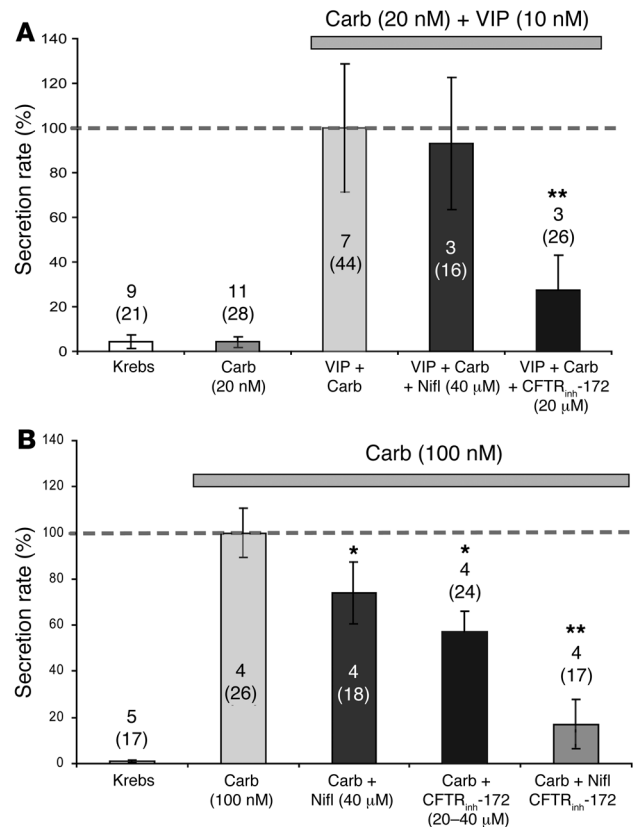 A
Carb (20 nM) + VIP (10 nM)
Secretion rate (%)
140
120
100
80
60
40
20
0
9
(21)
11
(28)
7
(44)
3
(16)
**
3
(26)
Krebs
Carb
(20 nM)
VIP +
Carb
VIP + Carb
+ Nifl (40 µM)
VIP + Carb
+ CFTRinh-172
(20 µM)
B
Carb (100 nM)
Secretion rate (%)
140
120
100
80
60
40
20
0
5
(17)
4
(26)
*
4
(18)
*
4
(24)
**
4
(17)
Krebs
Carb
(100 nM)
Carb +
Nifl (40 µM)
Carb +
CFTRinh-172
(20–40 µM)
Carb + Nifl
CFTRinh-172